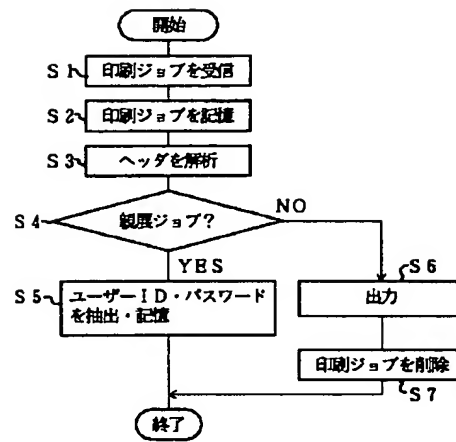 開始
S1 印刷ジョブを受信
S2 印刷ジョブを記憶
S3 ヘッダを解析
S4 親展ジョブ?
NO
YES
S5 ユーザーID・パスワード
を抽出・記憶
S6
出力
印刷ジョブを削除
S7
終了